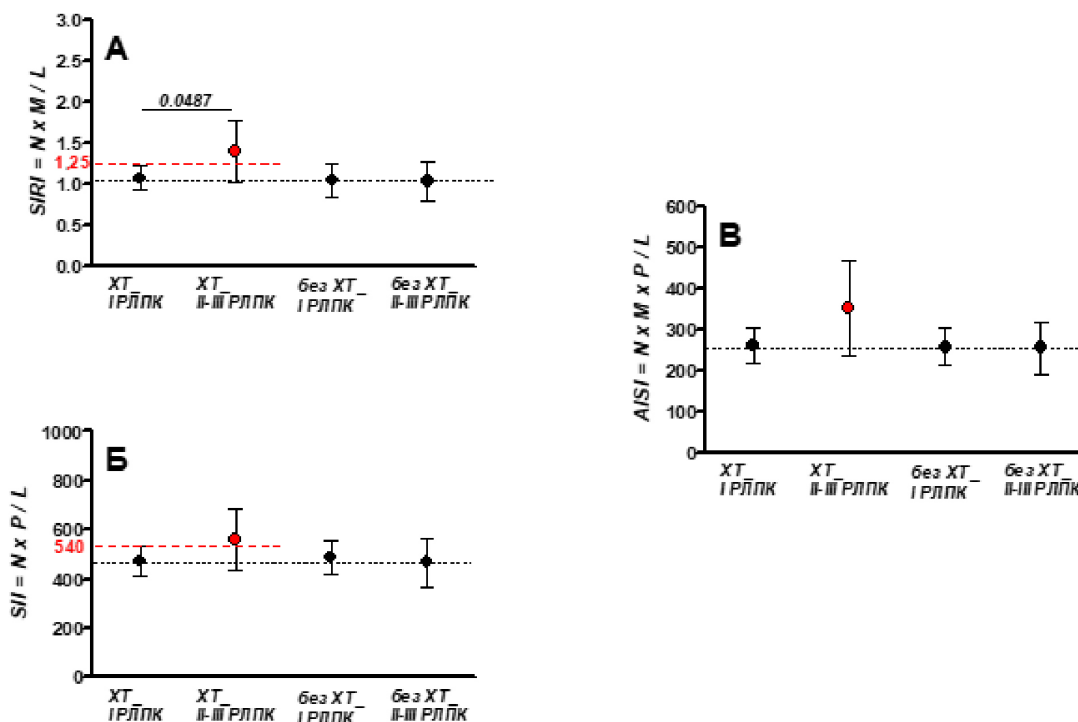 А
SIRI = N x M / L
3.0
2.5
2.0
1.5
1.25
1.0
0.5
0.0
0.0487
ХТ_
I РЛПК
ХТ_
II-III РЛПК
без ХТ_
I РЛПК
без ХТ_
II-III РЛПК
Б
SII = N x P / L
1000
800
600
540
400
200
0
ХТ_
I РЛПК
ХТ_
II-III РЛПК
без ХТ_
I РЛПК
без ХТ_
II-III РЛПК
В
AISI = N x M x P / L
600
500
400
300
200
100
0
ХТ_
I РЛПК
ХТ_
II-III РЛПК
без ХТ_
I РЛПК
без ХТ_
II-III РЛПК